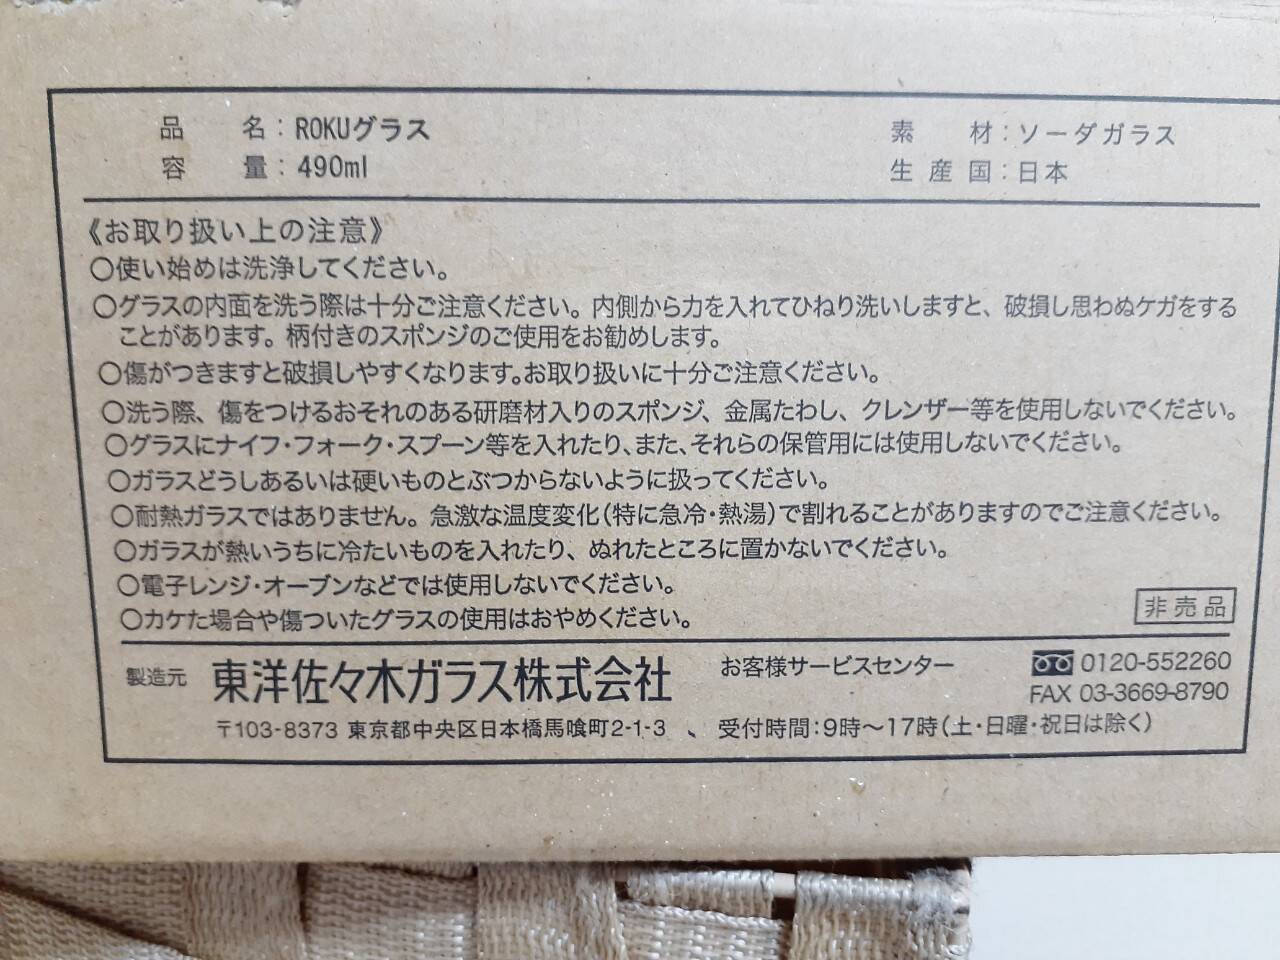 品名：ROKUグラス
容量：490ml
素材：ソーダガラス
生産国：日本
《お取り扱い上の注意》
○使い始めは洗浄してください。
○グラスの内面を洗う際は十分ご注意ください。内側から力を入れてひねり洗いしますと、破損し思わぬケガをする
ことがあります。柄付きのスポンジのご使用をお勧めします。
○傷がつきますと破損しやすくなります。お取り扱いに十分ご注意ください。
○洗う際、傷をつけるおそれのある研磨材入りのスポンジ、金属たわし、クレンザー等を使用しないでください。
○グラスにナイフ・フォーク・スプーン等を入れたり、また、それらの保管用には使用しないでください。
○ガラスどうしあるいは硬いものとぶつからないように扱ってください。
○耐熱ガラスではありません。急激な温度変化（特に急冷・熱湯）で割れることがありますのでご注意ください。
○ガラスが熱いうちに冷たいものを入れたり、ぬれたところに置かないでください。
○電子レンジ・オーブンなどでは使用しないでください。
○カケた場合や傷ついたグラスの使用はおやめください。
非売品
製造元 東洋佐々木ガラス株式会社
〒103-8373 東京都中央区日本橋馬喰町2-1-3
お客様サービスセンター 0120-552260
FAX 03-3669-8790
受付時間：9時～17時（土・日曜・祝日は除く）